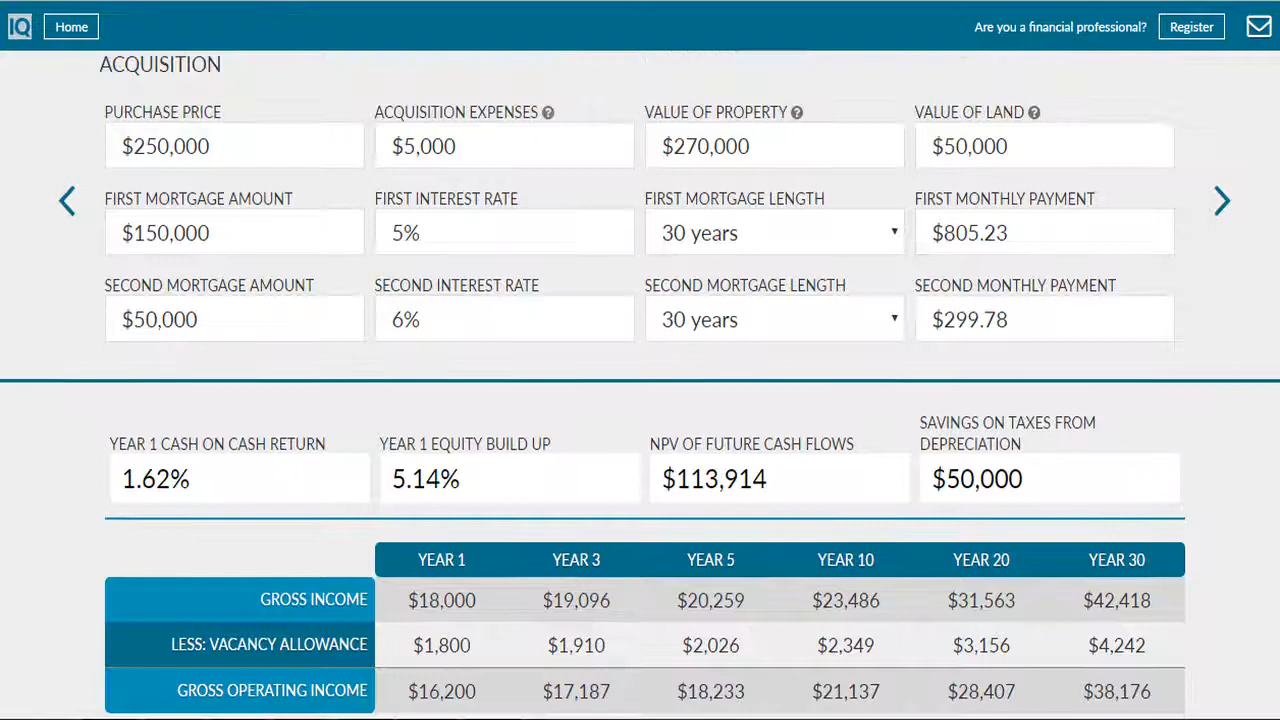 IQ Home Are you a financial professional? Register
ACQUISITION
PURCHASE PRICE ACQUISITION EXPENSES ? VALUE OF PROPERTY ? VALUE OF LAND ?
$250,000 $5,000 $270,000 $50,000
FIRST MORTGAGE AMOUNT FIRST INTEREST RATE FIRST MORTGAGE LENGTH FIRST MONTHLY PAYMENT
$150,000 5% 30 years $805.23
SECOND MORTGAGE AMOUNT SECOND INTEREST RATE SECOND MORTGAGE LENGTH SECOND MONTHLY PAYMENT
$50,000 6% 30 years $299.78
SAVINGS ON TAXES FROM
YEAR 1 CASH ON CASH RETURN YEAR 1 EQUITY BUILD UP NPV OF FUTURE CASH FLOWS DEPRECIATION
1.62% 5.14% $113,914 $50,000
YEAR 1 YEAR 3 YEAR 5 YEAR 10 YEAR 20 YEAR 30
GROSS INCOME $18,000 $19,096 $20,259 $23,486 $31,563 $42,418
LESS: VACANCY ALLOWANCE $1,800 $1,910 $2,026 $2,349 $3,156 $4,242
GROSS OPERATING INCOME $16,200 $17,187 $18,233 $21,137 $28,407 $38,176